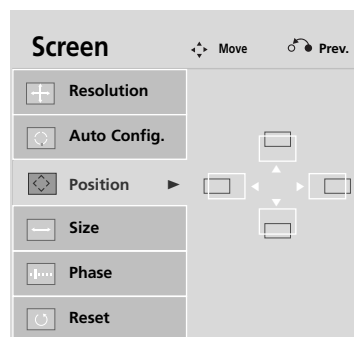 Screen Move Prev.
Resolution
Auto Config.
Position
Size
Phase
Reset